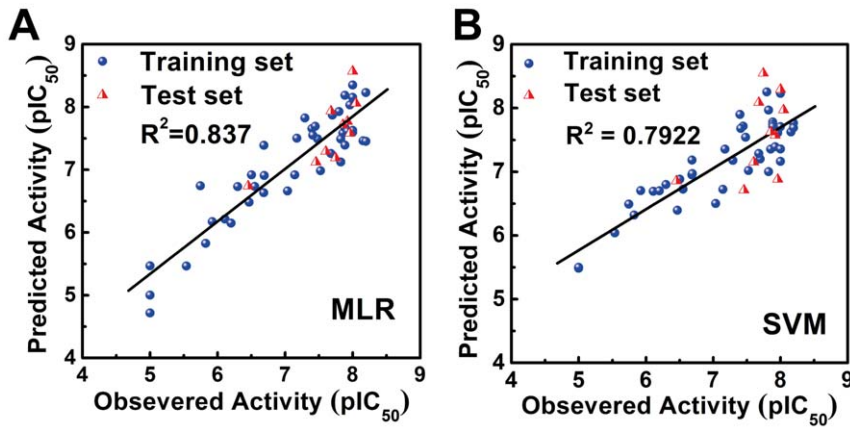 A
9
8
7
6
5
4
Predicted Activity (pIC50)
Training set
Test set
R²=0.837
MLR
5 6 7 8 9
Obsevered Activity (pIC50)
B
9
8
7
6
5
4
Predicted Activity (pIC50)
Training set
Test set
R² = 0.7922
SVM
4 5 6 7 8 9
Obsevered Activity (pIC50)